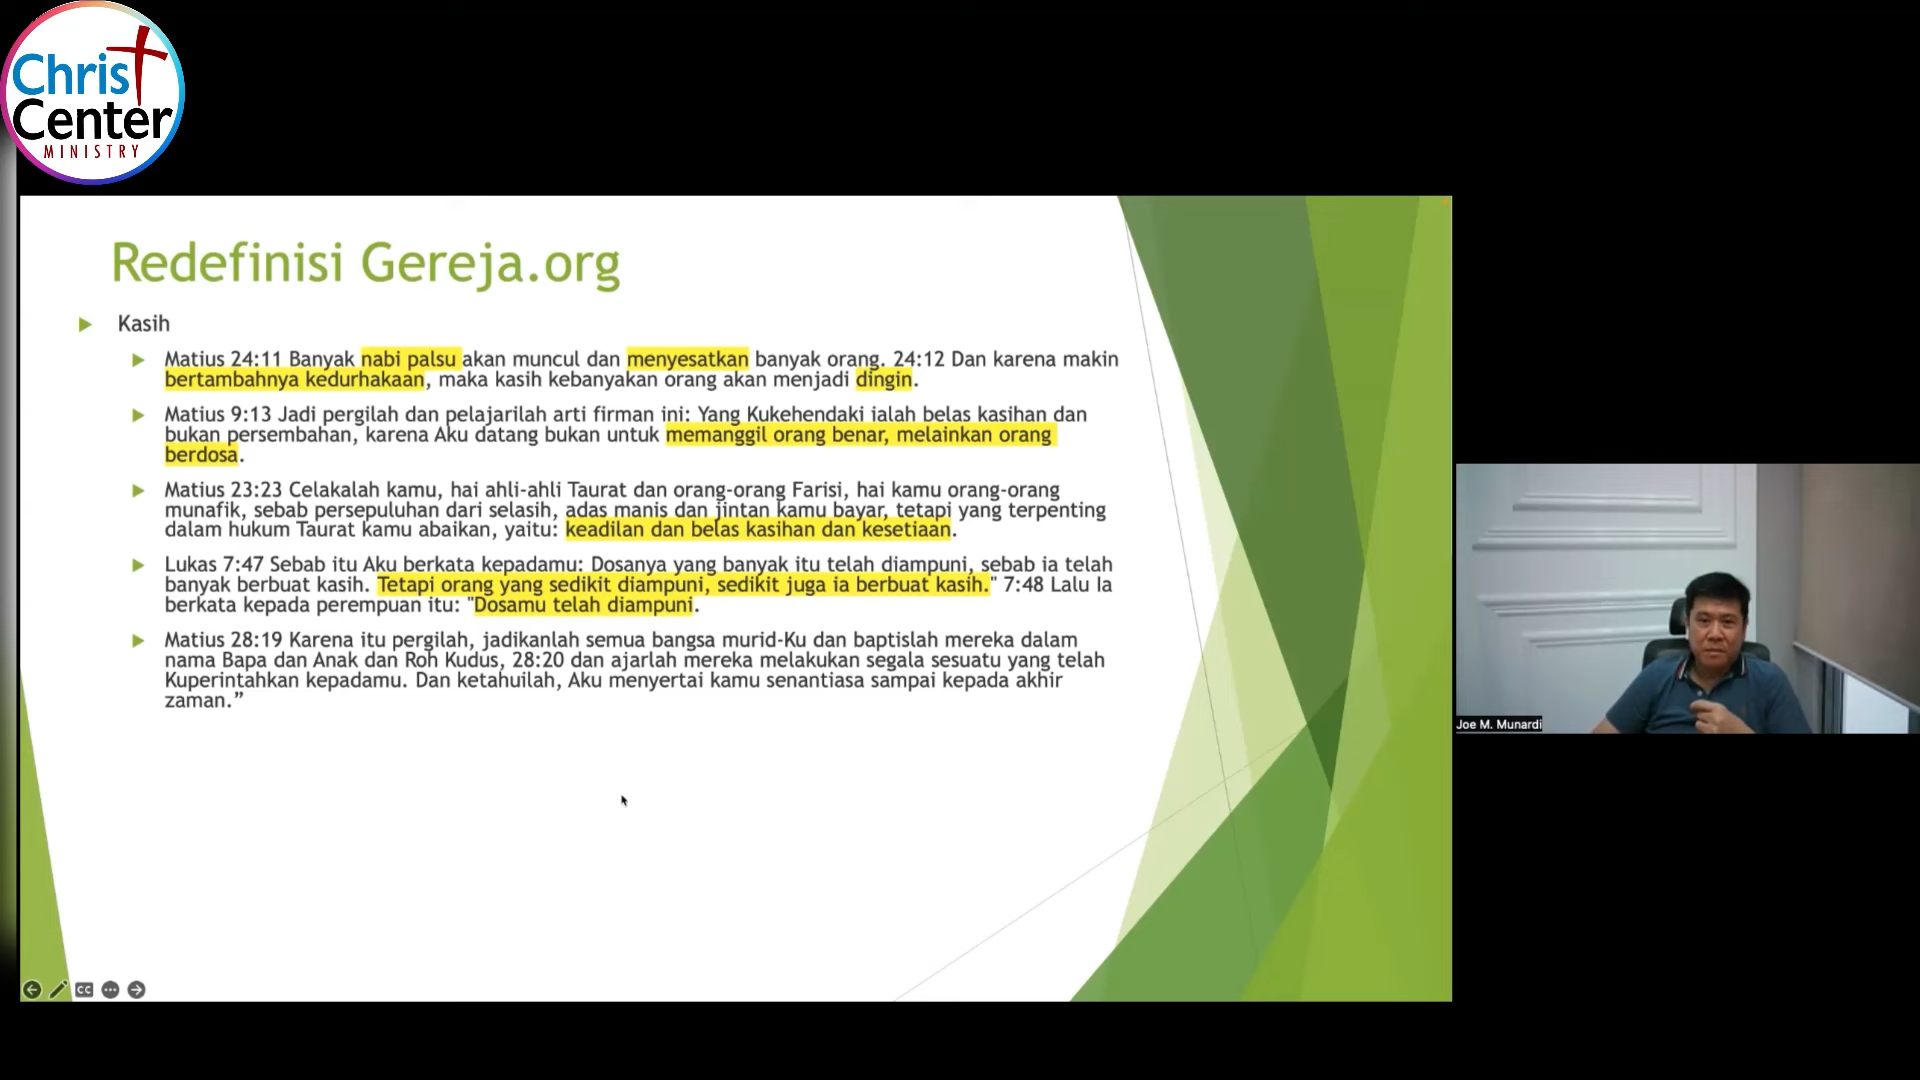 Christ
Center
MINISTRY
Redefinisi Gereja.org
Kasih
Matius 24:11 Banyak nabi palsu akan muncul dan menyesatkan banyak orang. 24:12 Dan karena makin
bertambahnya kedurhakaan, maka kasih kebanyakan orang akan menjadi dingin.
Matius 9:13 Jadi pergilah dan pelajarilah arti firman ini: Yang Kukehendaki ialah belas kasihan dan
bukan persembahan, karena Aku datang bukan untuk memanggil orang benar, melainkan orang
berdosa.
Matius 23:23 Celakalah kamu, hai ahli-ahli Taurat dan orang-orang Farisi, hai kamu orang-orang
munafik, sebab persepuluhan dari selasih, adas manis dan jintan kamu bayar, tetapi yang terpenting
dalam hukum Taurat kamu abaikan, yaitu: keadilan dan belas kasihan dan kesetiaan.
Lukas 7:47 Sebab itu Aku berkata kepadamu: Dosanya yang banyak itu telah diampuni, sebab ia telah
banyak berbuat kasih. Tetapi orang yang sedikit diampuni, sedikit juga ia berbuat kasih." 7:48 Lalu Ia
berkata kepada perempuan itu: "Dosamu telah diampuni.
Matius 28:19 Karena itu pergilah, jadikanlah semua bangsa murid-Ku dan baptislah mereka dalam
nama Bapa dan Anak dan Roh Kudus, 28:20 dan ajarlah mereka melakukan segala sesuatu yang telah
Kuperintahkan kepadamu. Dan ketahuilah, Aku menyertai kamu senantiasa sampai kepada akhir
zaman.”
Joe M. Munardi
CC